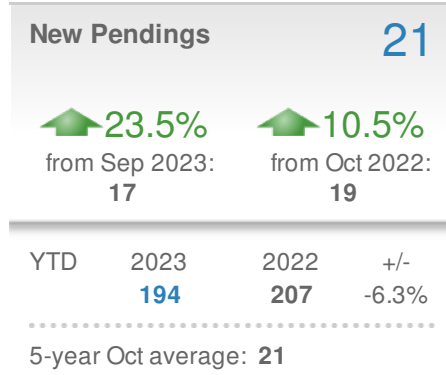 New Pendings 21
23.5% 10.5%
from Sep 2023: from Oct 2022:
17 19
YTD 2023 2022 +/-
194 207 -6.3%
5-year Oct average: 21